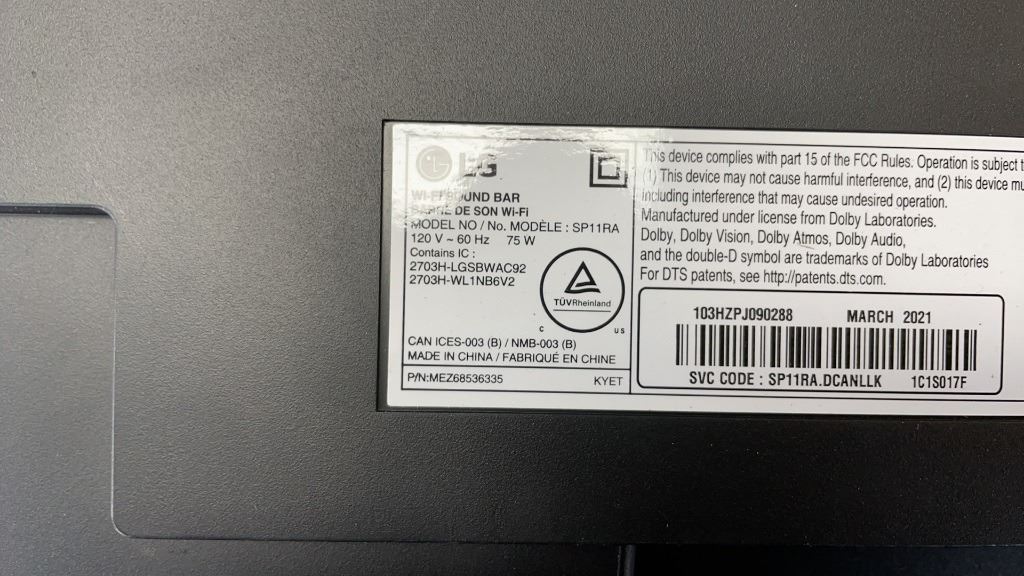 LG
WI-FI SOUND BAR
BARRE DE SON Wi-Fi
MODEL NO / No. MODÈLE : SP11RA
120 V ~ 60 Hz 75 W
Contains IC :
2703H-LGSBWAC92
2703H-WL1NB6V2
TÜVRheinland
C US
CAN ICES-003 (B) / NMB-003 (B)
MADE IN CHINA / FABRIQUÉ EN CHINE
P/N:MEZ68536335 KYET
This device complies with part 15 of the FCC Rules. Operation is subject
(1) This device may not cause harmful interference, and (2) this device
including interference that may cause undesired operation.
Manufactured under license from Dolby Laboratories.
Dolby, Dolby Vision, Dolby Atmos, Dolby Audio,
and the double-D symbol are trademarks of Dolby Laboratories
For DTS patents, see http://patents.dts.com.
103HZPJ090288 MARCH 2021
SVC CODE : SP11RA.DCANLLK 1C1S017F